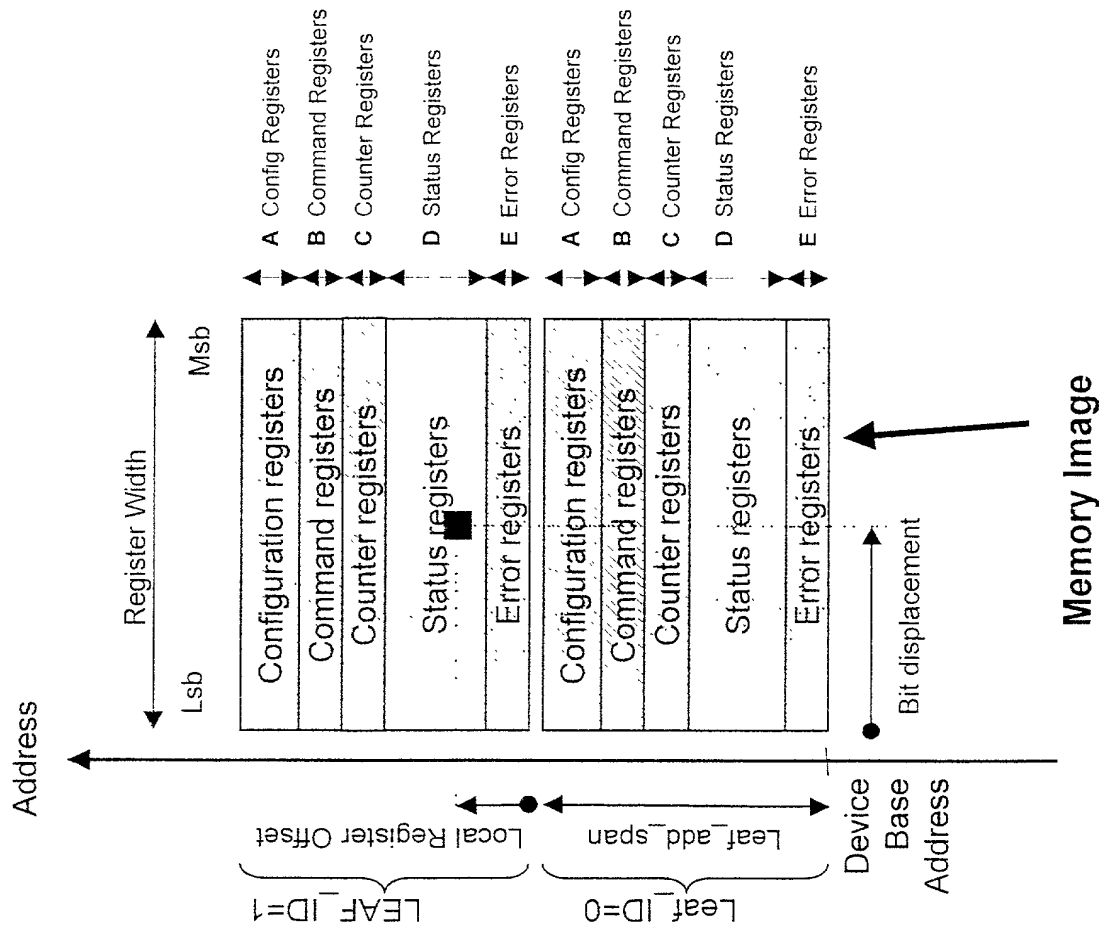 Address
Register Width
Lsb
Msb
Configuration registers
Command registers
Counter registers
Status registers
Error registers
Configuration registers
Command registers
Counter registers
Status registers
Error registers
A Config Registers
B Command Registers
C Counter Registers
D Status Registers
E Error Registers
A Config Registers
B Command Registers
C Counter Registers
D Status Registers
E Error Registers
LEAF_ID=1
Local Register Offset
Leaf_ID=0
Leaf_add_span
Device
Base
Address
Bit displacement
Memory Image